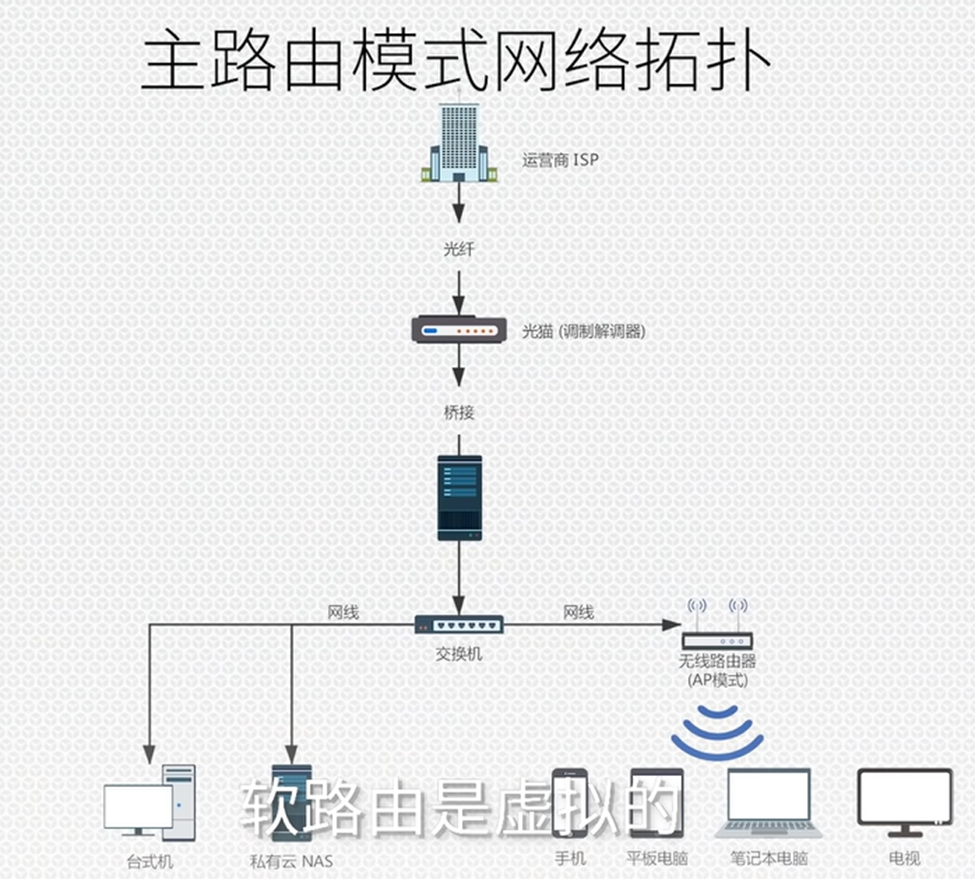 主路由模式网络拓扑
运营商 ISP
光纤
光猫 (调制解调器)
桥接
网线
网线
交换机
无线路由器
(AP模式)
软路由是虚拟的
台式机
私有云 NAS
手机
平板电脑
笔记本电脑
电视